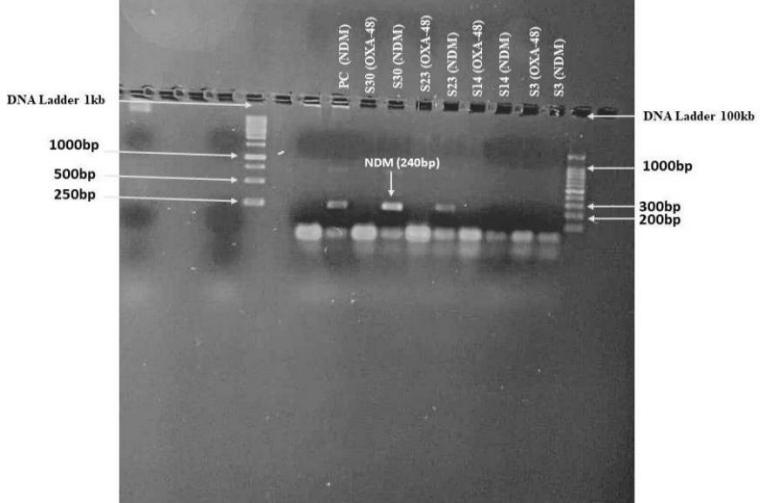 PC (NDM)
S30 (OXA-48)
S30 (NDM)
S23 (OXA-48)
S23 (NDM)
S14 (OXA-48)
S14 (NDM)
S3 (OXA-48)
S3 (NDM)
DNA Ladder 1kb
DNA Ladder 100kb
1000bp
500bp
250bp
NDM (240bp)
1000bp
300bp
200bp